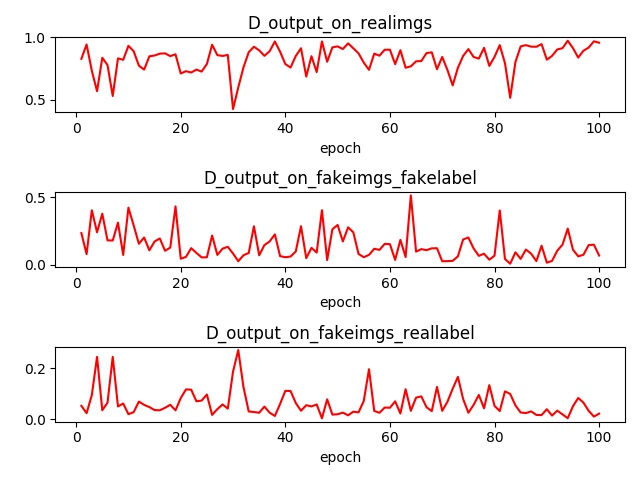 D_output_on_realimgs
1.0
0.5
0 20 40 60 80 100
epoch
D_output_on_fakeimgs_fakelabel
0.5
0.0
0 20 40 60 80 100
epoch
D_output_on_fakeimgs_reallabel
0.2
0.0
0 20 40 60 80 100
epoch